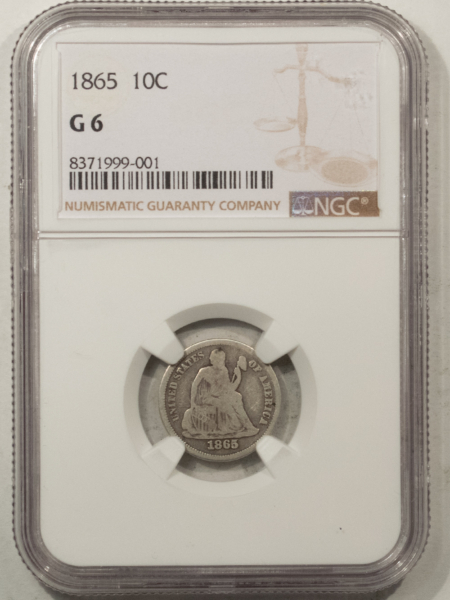 1865 10C
G 6
8371999-001
NUMISMATIC GUARANTY COMPANY NGC®
UNITED STATES OF AMERICA
1865